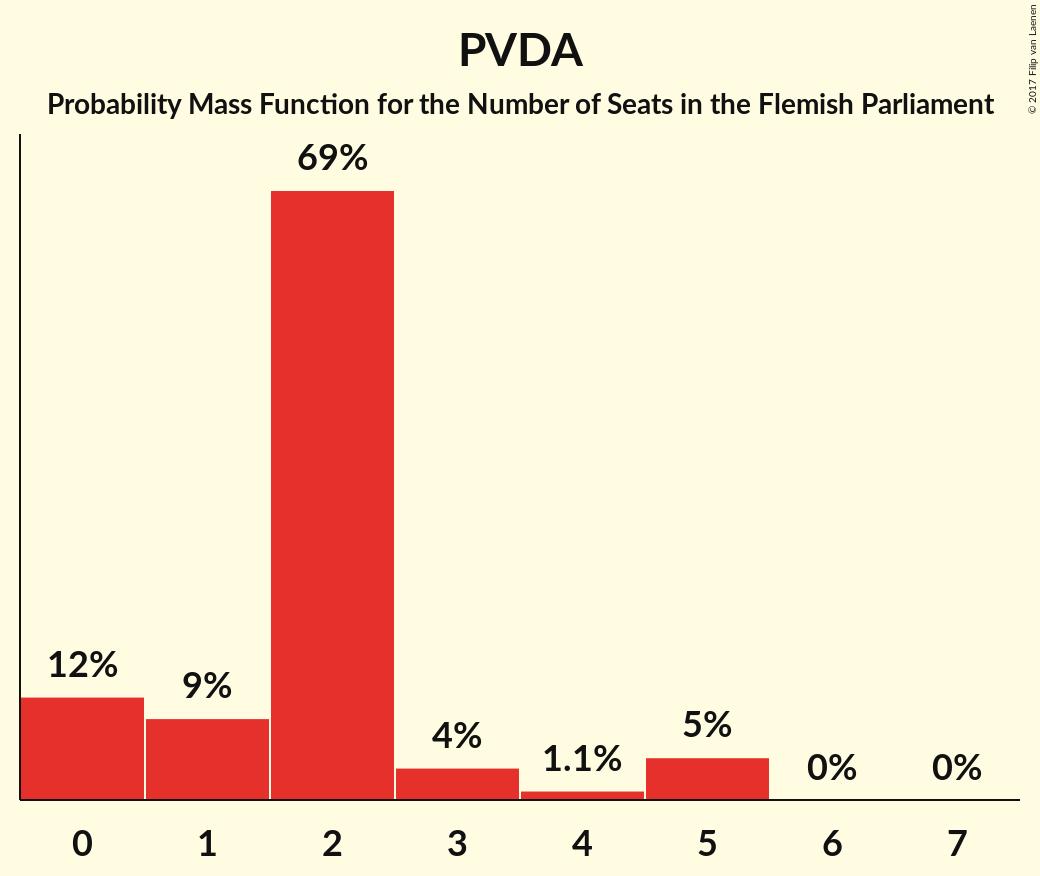 PVDA
Probability Mass Function for the Number of Seats in the Flemish Parliament
© 2017 Filip van Laenen
69%
12%
9%
4%
1.1%
5%
0%
0%
0 1 2 3 4 5 6 7